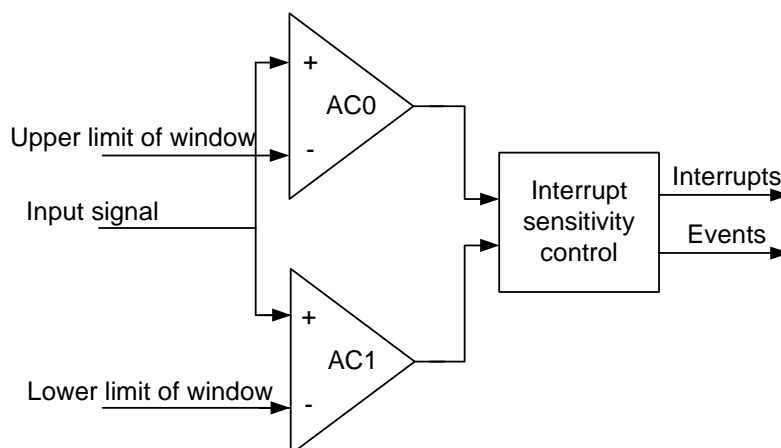 +
AC0
-
Upper limit of window
Input signal
+
AC1
-
Lower limit of window
Interrupt
sensitivity
control
Interrupts
Events